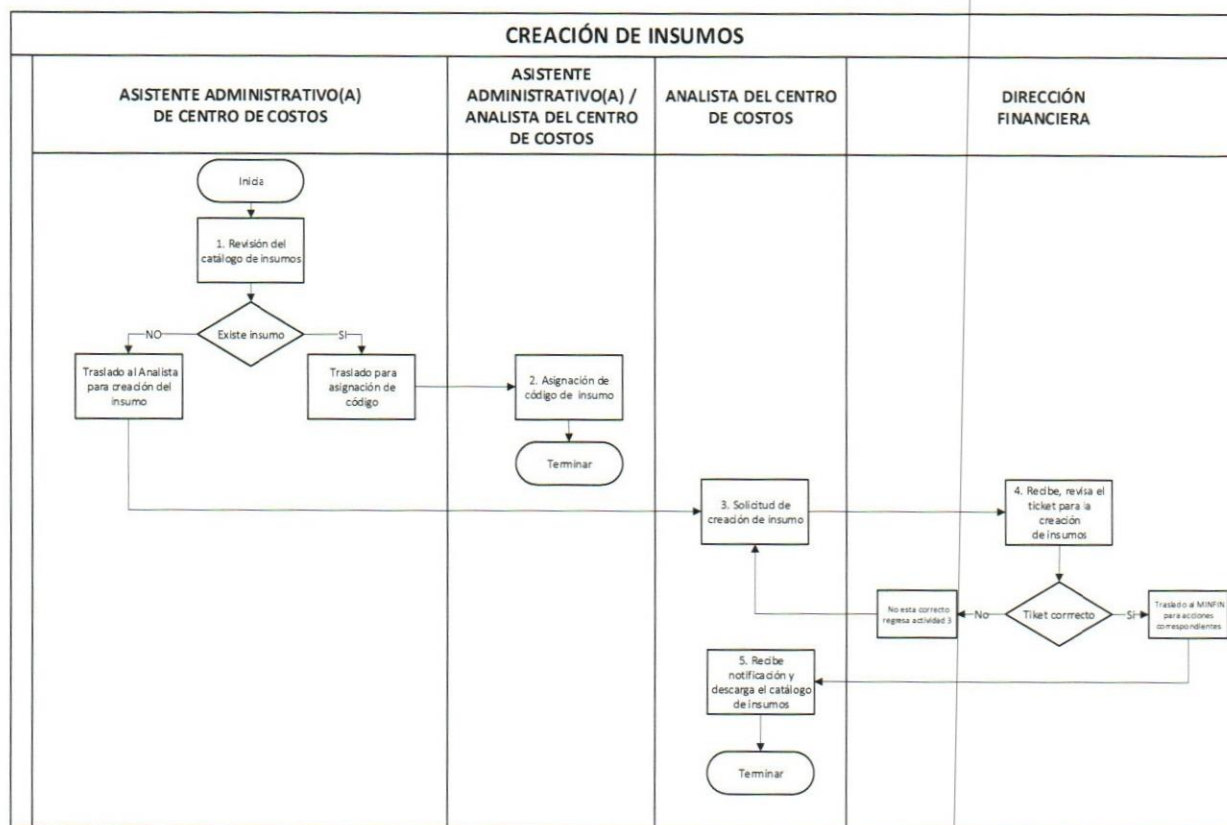 CREACIÓN DE INSUMOS
ASISTENTE ADMINISTRATIVO(A)
DE CENTRO DE COSTOS
ASISTENTE
ADMINISTRATIVO(A) /
ANALISTA DEL CENTRO
DE COSTOS
ANALISTA DEL CENTRO
DE COSTOS
DIRECCIÓN
FINANCIERA
Inicia
1. Revisión del
catálogo de insumos
Existe insumo
NO
SI
Traslado al Analista
para creación del
insumo
Traslado para
asignación de
código
2. Asignación de
código de insumo
Terminar
3. Solicitud de
creación de insumo
4. Recibe, revisa el
ticket para la
creación
de insumos
No esta correcto
regresa actividad 3
No
Tiket corrrecto
Sí
Traslado al MINFIN
para acciones
correspondientes
5. Recibe
notificación y
descarga el catálogo
de insumos
Terminar